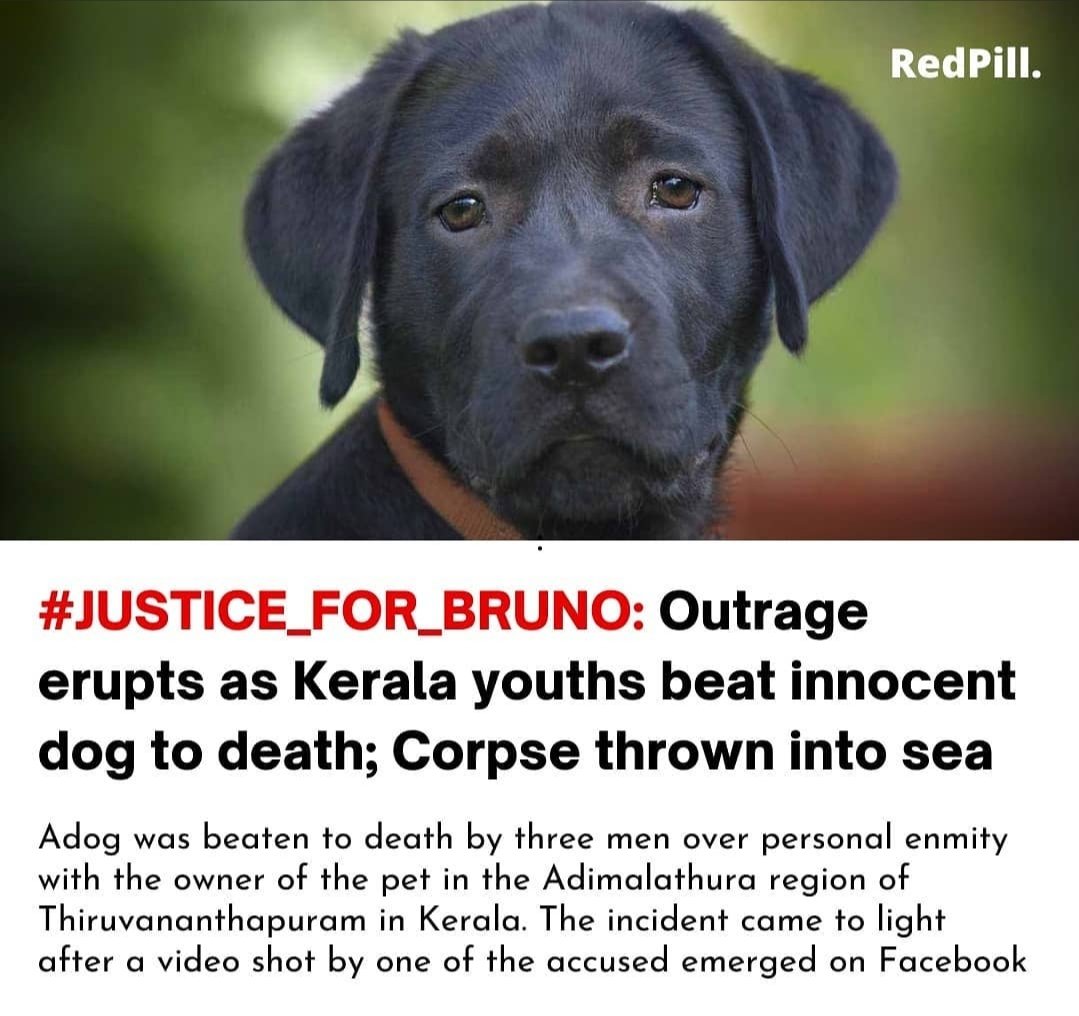 RedPill.
#JUSTICE_FOR_BRUNO: Outrage
erupts as Kerala youths beat innocent
dog to death; Corpse thrown into sea
Adog was beaten to death by three men over personal enmity
with the owner of the pet in the Adimalathura region of
Thiruvananthapuram in Kerala. The incident came to light
after a video shot by one of the accused emerged on Facebook